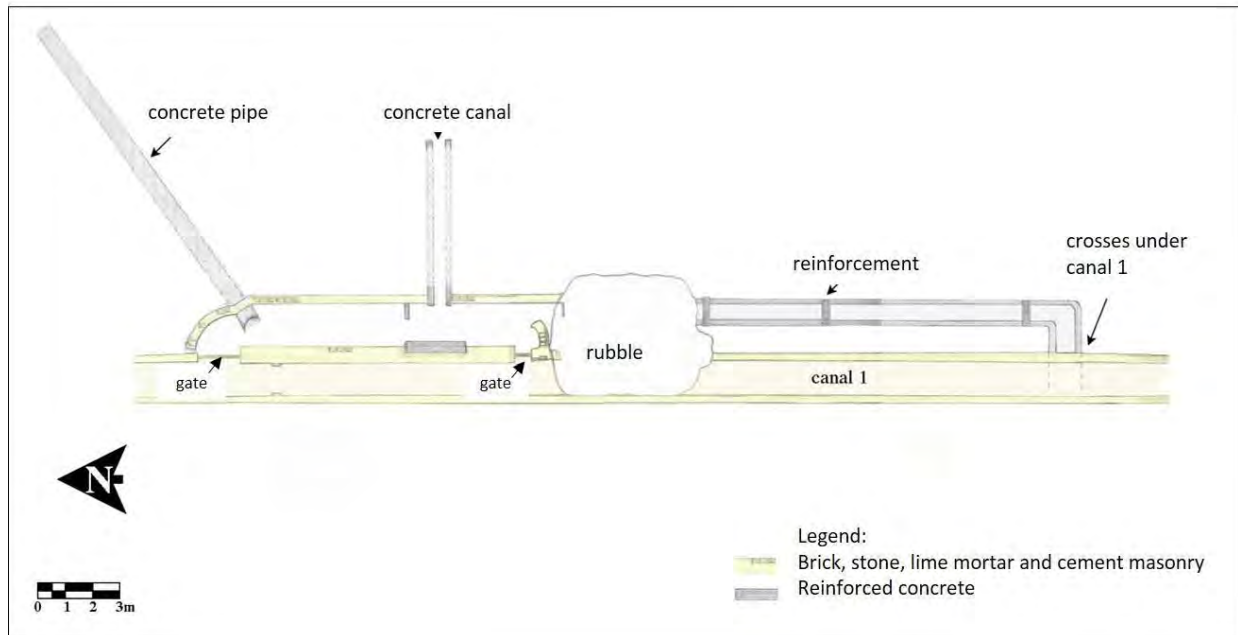 concrete pipe
concrete canal
crosses under
canal 1
reinforcement
rubble
gate
gate
canal 1
N
Legend:
Brick, stone, lime mortar and cement masonry
Reinforced concrete
0 1 2 3m